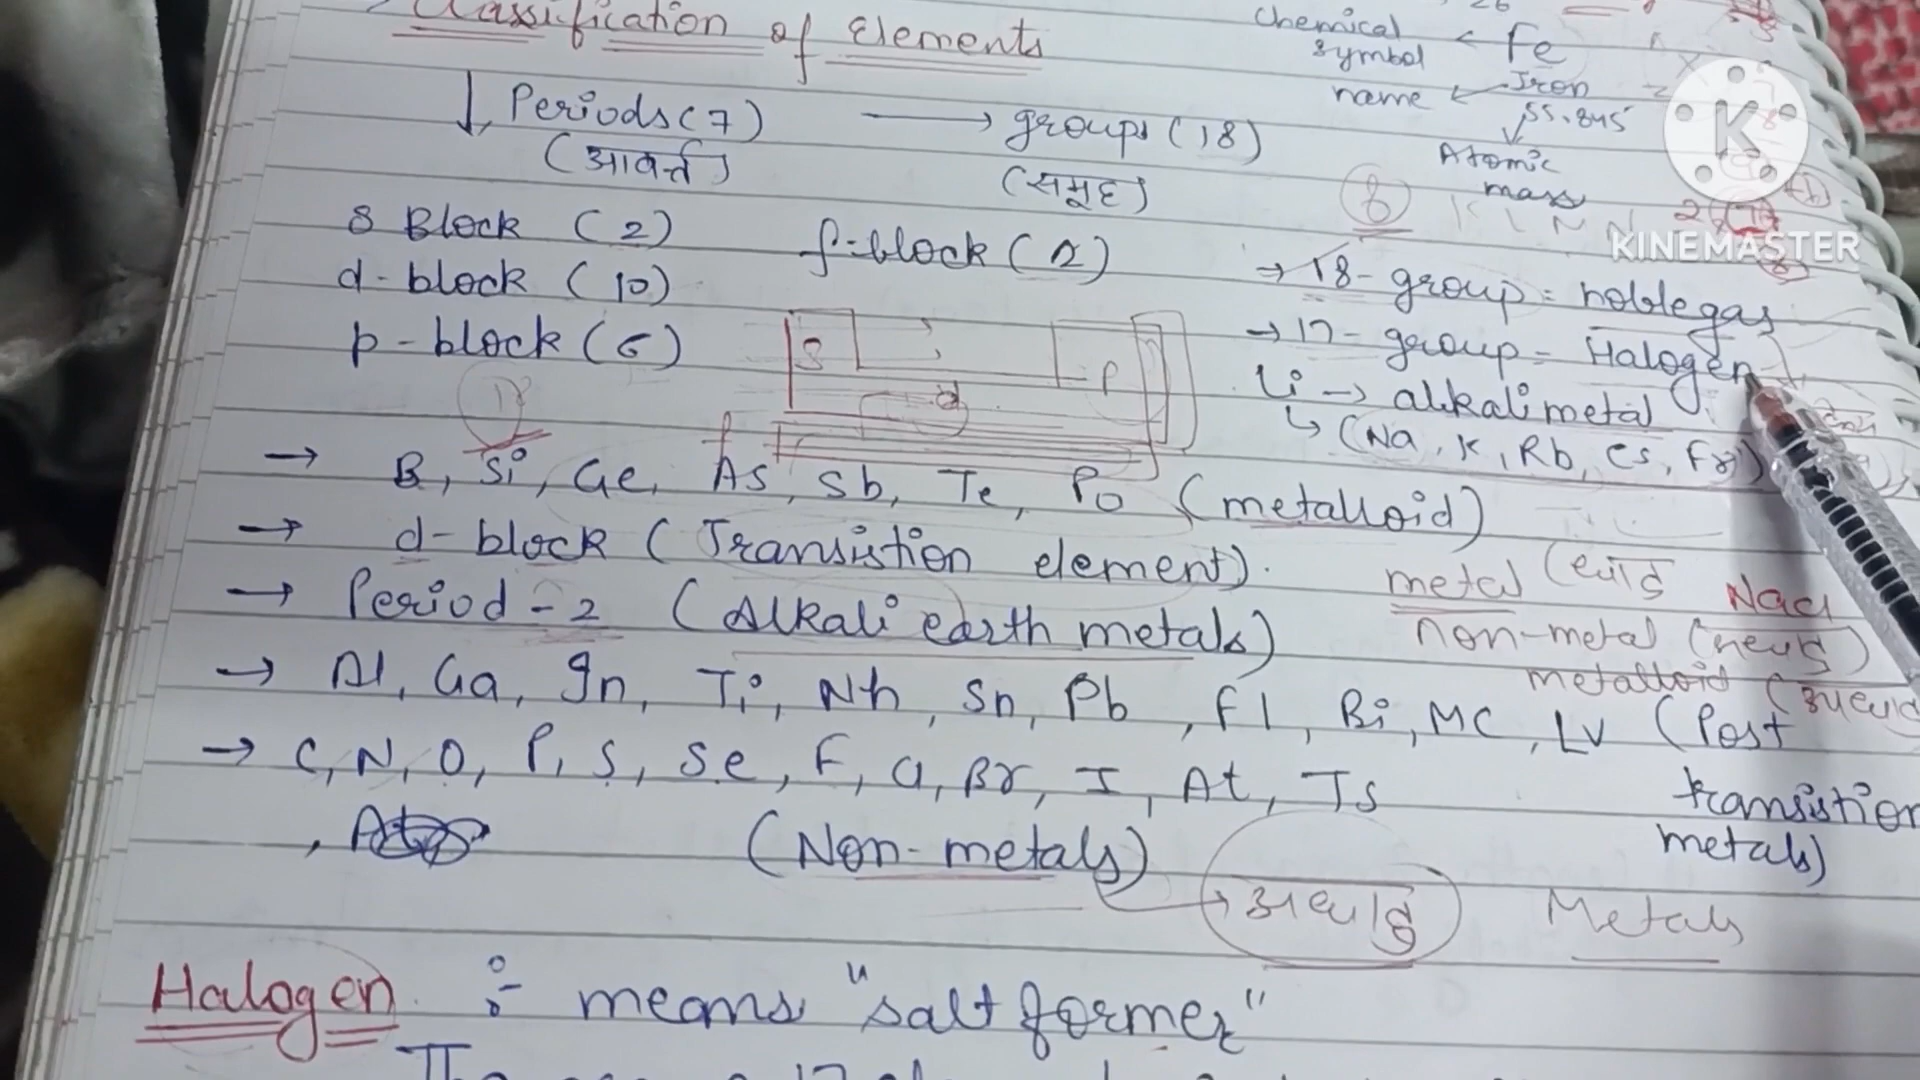 Classification of Elements
Chemical symbol ← Fe
name ← Iron
55.845
Atomic mass
↓ Periods (7) → groups (18)
(आवर्त) (समूह)
s Block (2) f-block (2)
d-block (10)
p-block (6)
S P
d
f
→ 18-group = noble gas
→ 17-group = Halogen
Li → alkali metal
↳ (Na, K, Rb, Cs, Fr)
KINEMASTER
→ B, Si, Ge, As, Sb, Te, Po (metalloid)
→ d-block (Transistion element).
→ Period-2 (Alkali earth metals)
metal (धातु NaCl
non-metal
metalloid
→ Al, Ga, In, Ti, Nh, Sn, Pb, Fl, Bi, MC, LV (Post transistion metals)
→ C, N, O, P, S, Se, F, Cl, Br, I, At, Ts
(Non-metals) → अधातु
Metals
Halogen :- means "salt former"